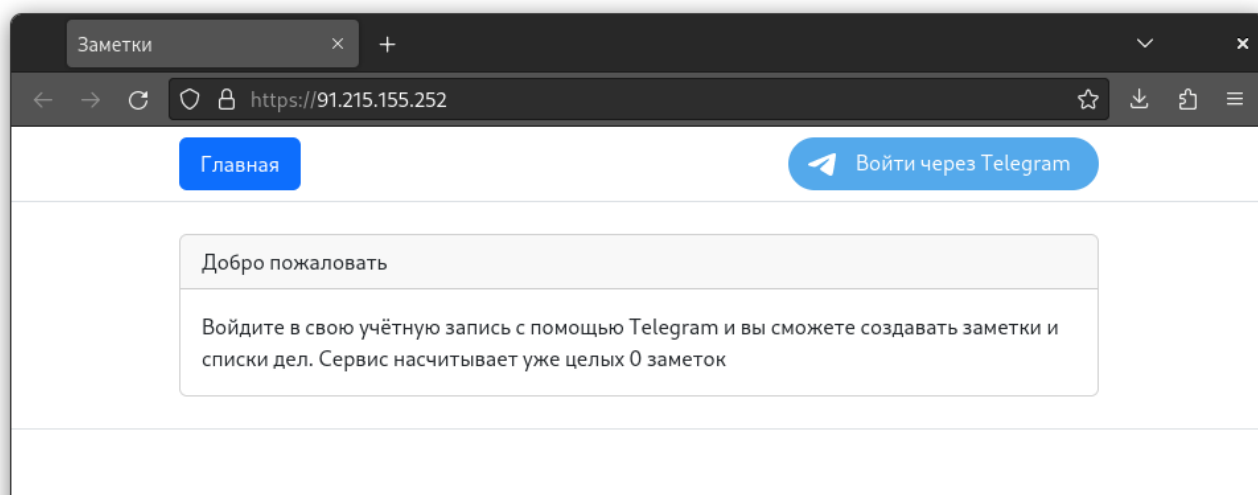 Заметки
https://91.215.155.252
Главная
Войти через Telegram
Добро пожаловать
Войдите в свою учётную запись с помощью Telegram и вы сможете создавать заметки и
списки дел. Сервис насчитывает уже целых 0 заметок